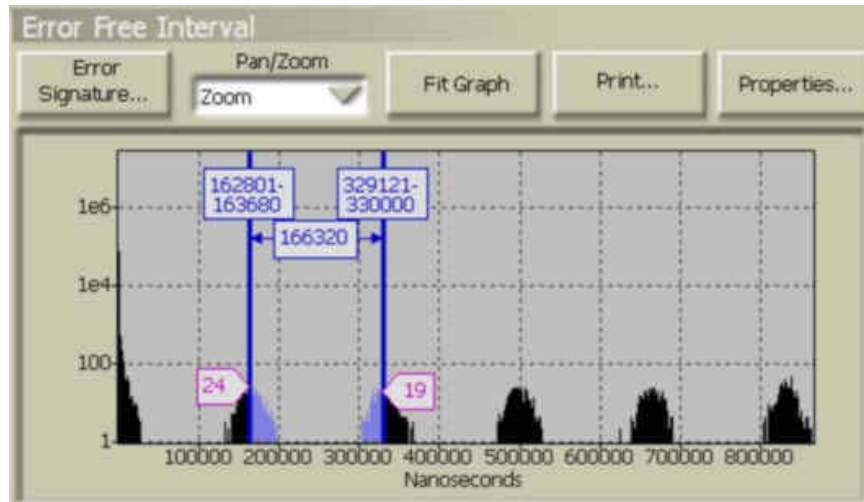 Error Free Interval
Error
Signature...
Pan/Zoom
Zoom
Fit Graph
Print...
Properties...
162801-
163680
329121-
330000
166320
1e6
1e4
100
24
19
1
100000 200000 300000 400000 500000 600000 700000 800000
Nanoseconds